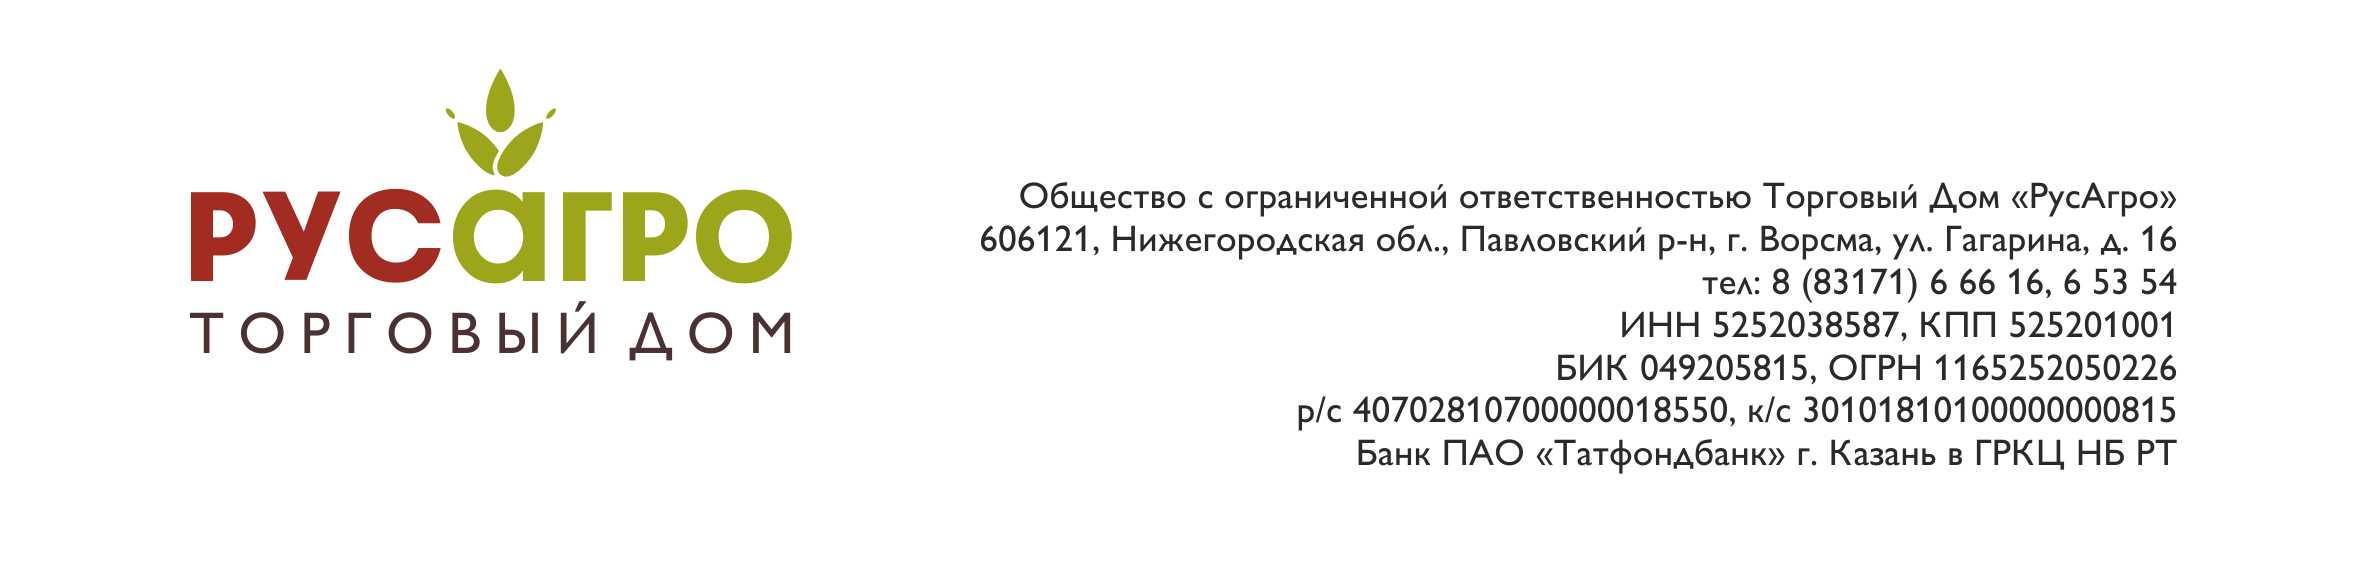 РУСАГРО
ТОРГОВЫЙ ДОМ
Общество с ограниченной ответственностью Торговый Дом «РусАгро»
606121, Нижегородская обл., Павловский р-н, г. Ворсма, ул. Гагарина, д. 16
тел: 8 (83171) 6 66 16, 6 53 54
ИНН 5252038587, КПП 525201001
БИК 049205815, ОГРН 1165252050226
р/с 40702810700000018550, к/с 30101810100000000815
Банк ПАО «Татфондбанк» г. Казань в ГРКЦ НБ РТ